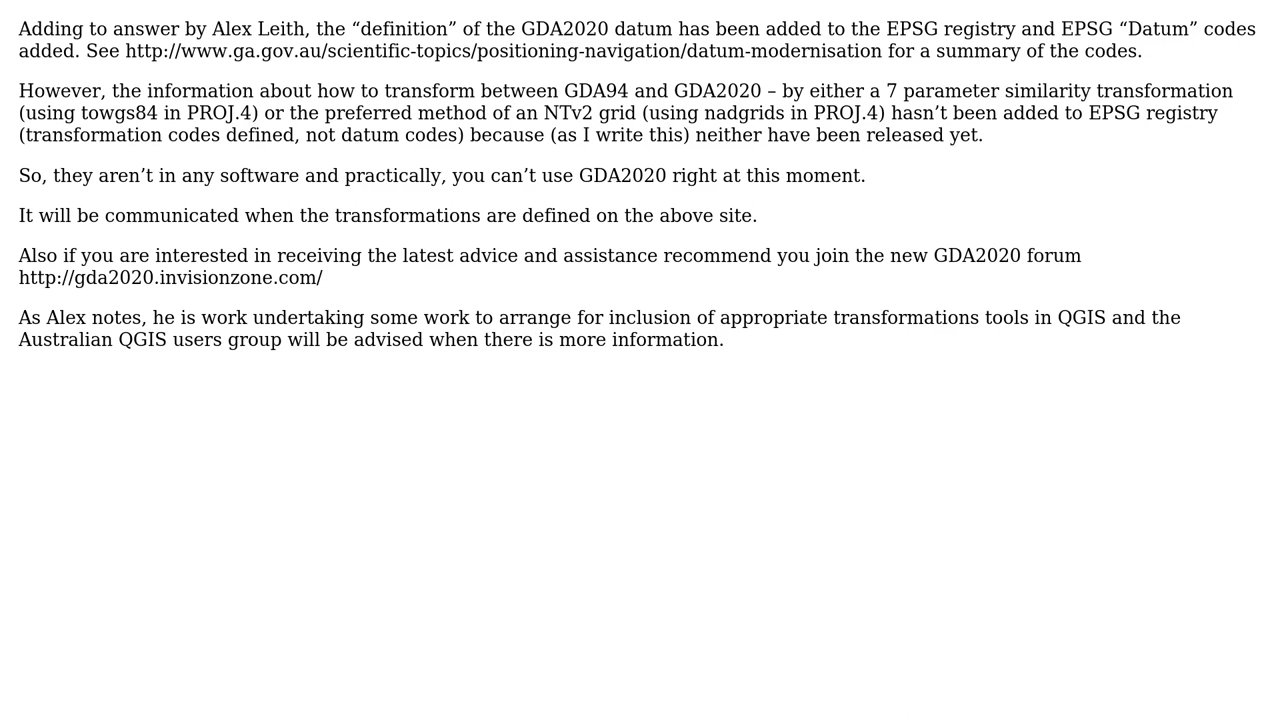 Adding to answer by Alex Leith, the “definition” of the GDA2020 datum has been added to the EPSG registry and EPSG “Datum” codes
added. See http://www.ga.gov.au/scientific-topics/positioning-navigation/datum-modernisation for a summary of the codes.
However, the information about how to transform between GDA94 and GDA2020 – by either a 7 parameter similarity transformation
(using towgs84 in PROJ.4) or the preferred method of an NTv2 grid (using nadgrids in PROJ.4) hasn’t been added to EPSG registry
(transformation codes defined, not datum codes) because (as I write this) neither have been released yet.
So, they aren’t in any software and practically, you can’t use GDA2020 right at this moment.
It will be communicated when the transformations are defined on the above site.
Also if you are interested in receiving the latest advice and assistance recommend you join the new GDA2020 forum
http://gda2020.invisionzone.com/
As Alex notes, he is work undertaking some work to arrange for inclusion of appropriate transformations tools in QGIS and the
Australian QGIS users group will be advised when there is more information.